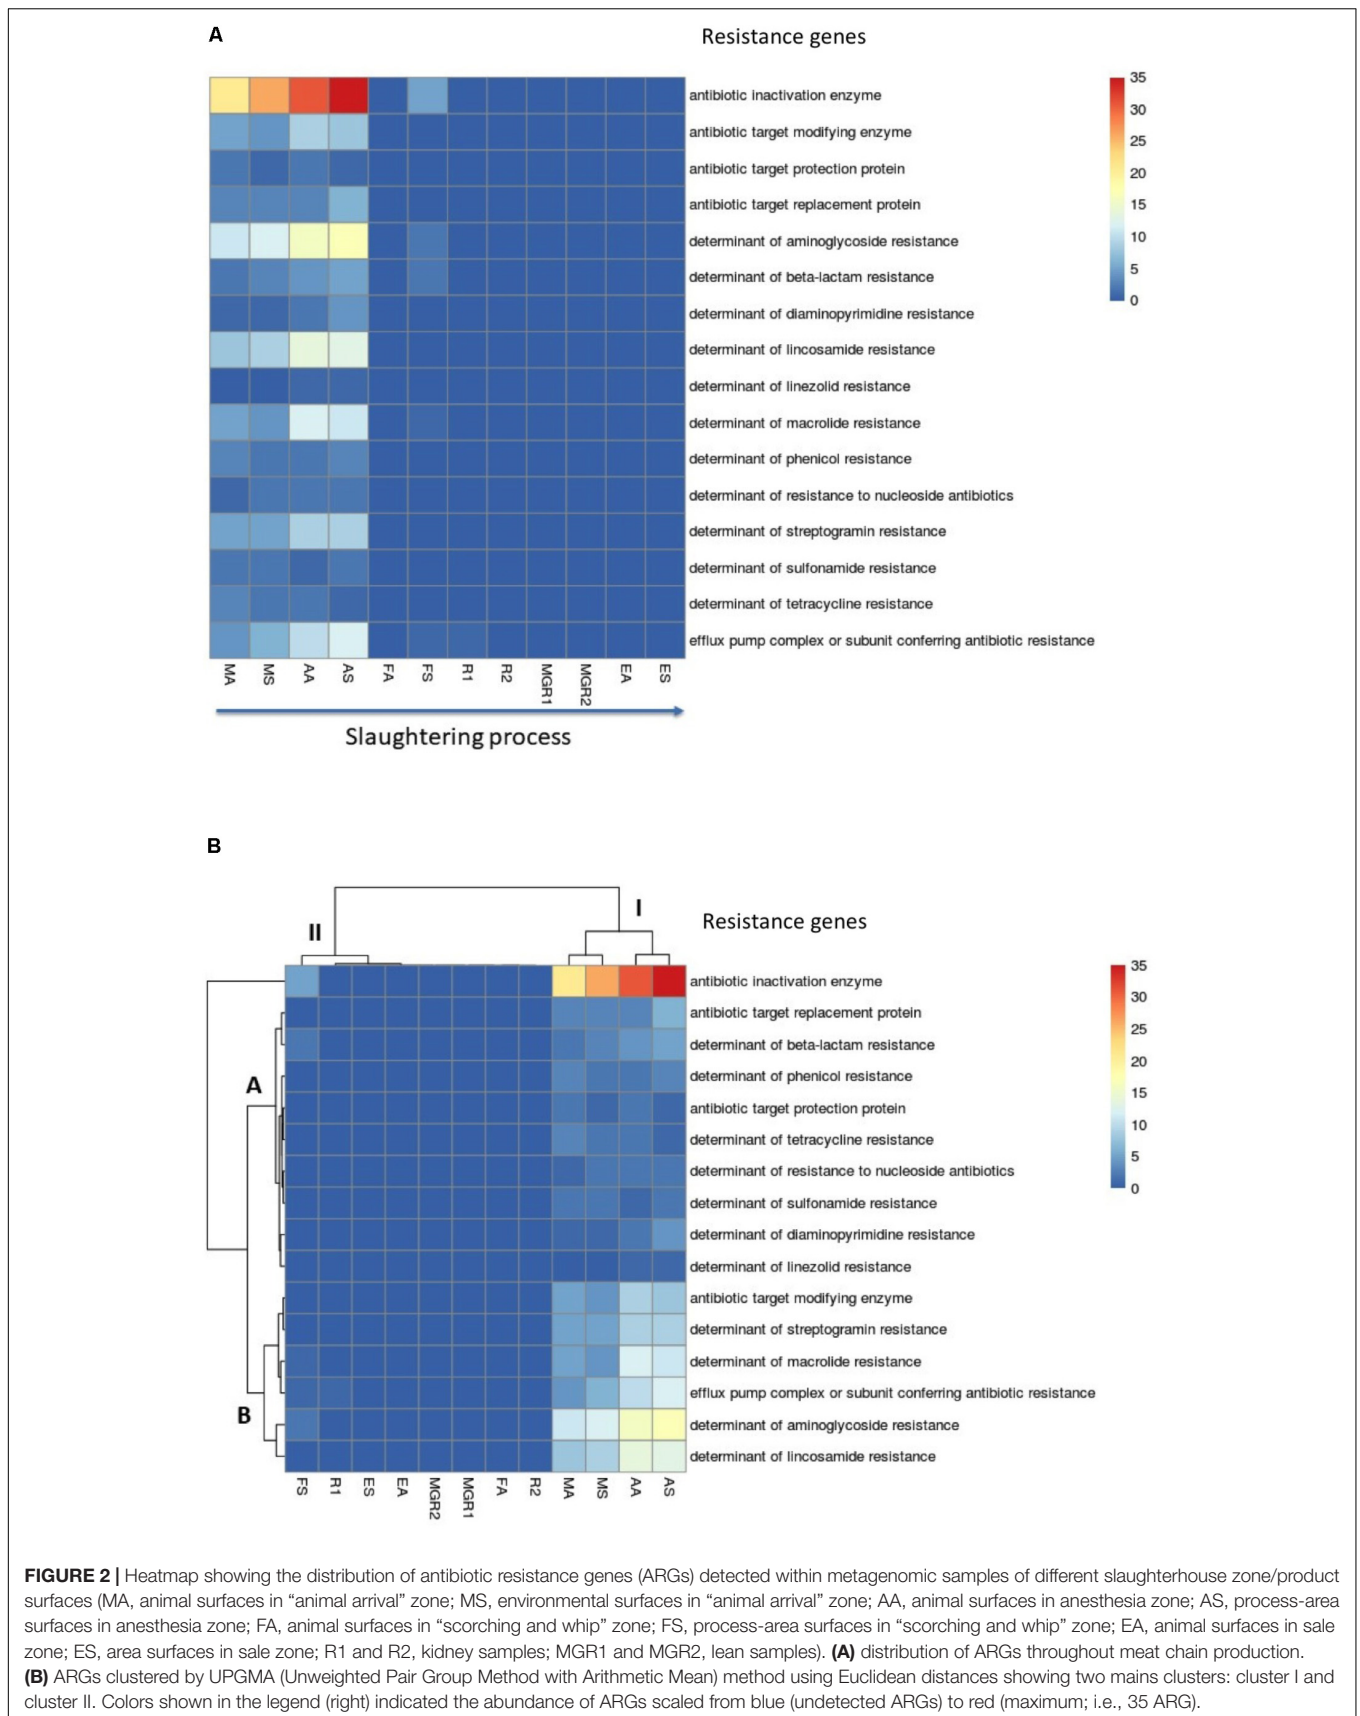 A
Resistance genes
antibiotic inactivation enzyme
antibiotic target modifying enzyme
antibiotic target protection protein
antibiotic target replacement protein
determinant of aminoglycoside resistance
determinant of beta-lactam resistance
determinant of diaminopyrimidine resistance
determinant of lincosamide resistance
determinant of linezolid resistance
determinant of macrolide resistance
determinant of phenicol resistance
determinant of resistance to nucleoside antibiotics
determinant of streptogramin resistance
determinant of sulfonamide resistance
determinant of tetracycline resistance
efflux pump complex or subunit conferring antibiotic resistance
35
30
25
20
15
10
5
0
MA MS AA AS FA FS R1 R2 MGR1 MGR2 EA ES
Slaughtering process
B
II
I
Resistance genes
A
B
antibiotic inactivation enzyme
antibiotic target replacement protein
determinant of beta-lactam resistance
determinant of phenicol resistance
antibiotic target protection protein
determinant of tetracycline resistance
determinant of resistance to nucleoside antibiotics
determinant of sulfonamide resistance
determinant of diaminopyrimidine resistance
determinant of linezolid resistance
antibiotic target modifying enzyme
determinant of streptogramin resistance
determinant of macrolide resistance
efflux pump complex or subunit conferring antibiotic resistance
determinant of aminoglycoside resistance
determinant of lincosamide resistance
35
30
25
20
15
10
5
0
FS R1 ES EA MGR2 MGR1 FA R2 MA MS AA AS
FIGURE 2 | Heatmap showing the distribution of antibiotic resistance genes (ARGs) detected within metagenomic samples of different slaughterhouse zone/product
surfaces (MA, animal surfaces in “animal arrival” zone; MS, environmental surfaces in “animal arrival” zone; AA, animal surfaces in anesthesia zone; AS, process-area
surfaces in anesthesia zone; FA, animal surfaces in “scorching and whip” zone; FS, process-area surfaces in “scorching and whip” zone; EA, animal surfaces in sale
zone; ES, area surfaces in sale zone; R1 and R2, kidney samples; MGR1 and MGR2, lean samples). (A) distribution of ARGs throughout meat chain production.
(B) ARGs clustered by UPGMA (Unweighted Pair Group Method with Arithmetic Mean) method using Euclidean distances showing two mains clusters: cluster I and
cluster II. Colors shown in the legend (right) indicated the abundance of ARGs scaled from blue (undetected ARGs) to red (maximum; i.e., 35 ARG).